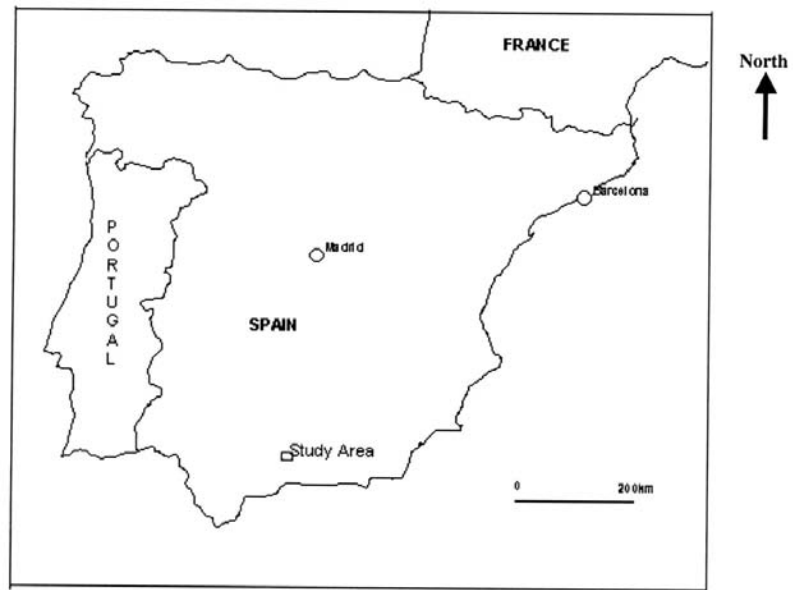 FRANCE
North
Barcelona
Madrid
PORTUGAL
SPAIN
Study Area
0 200km